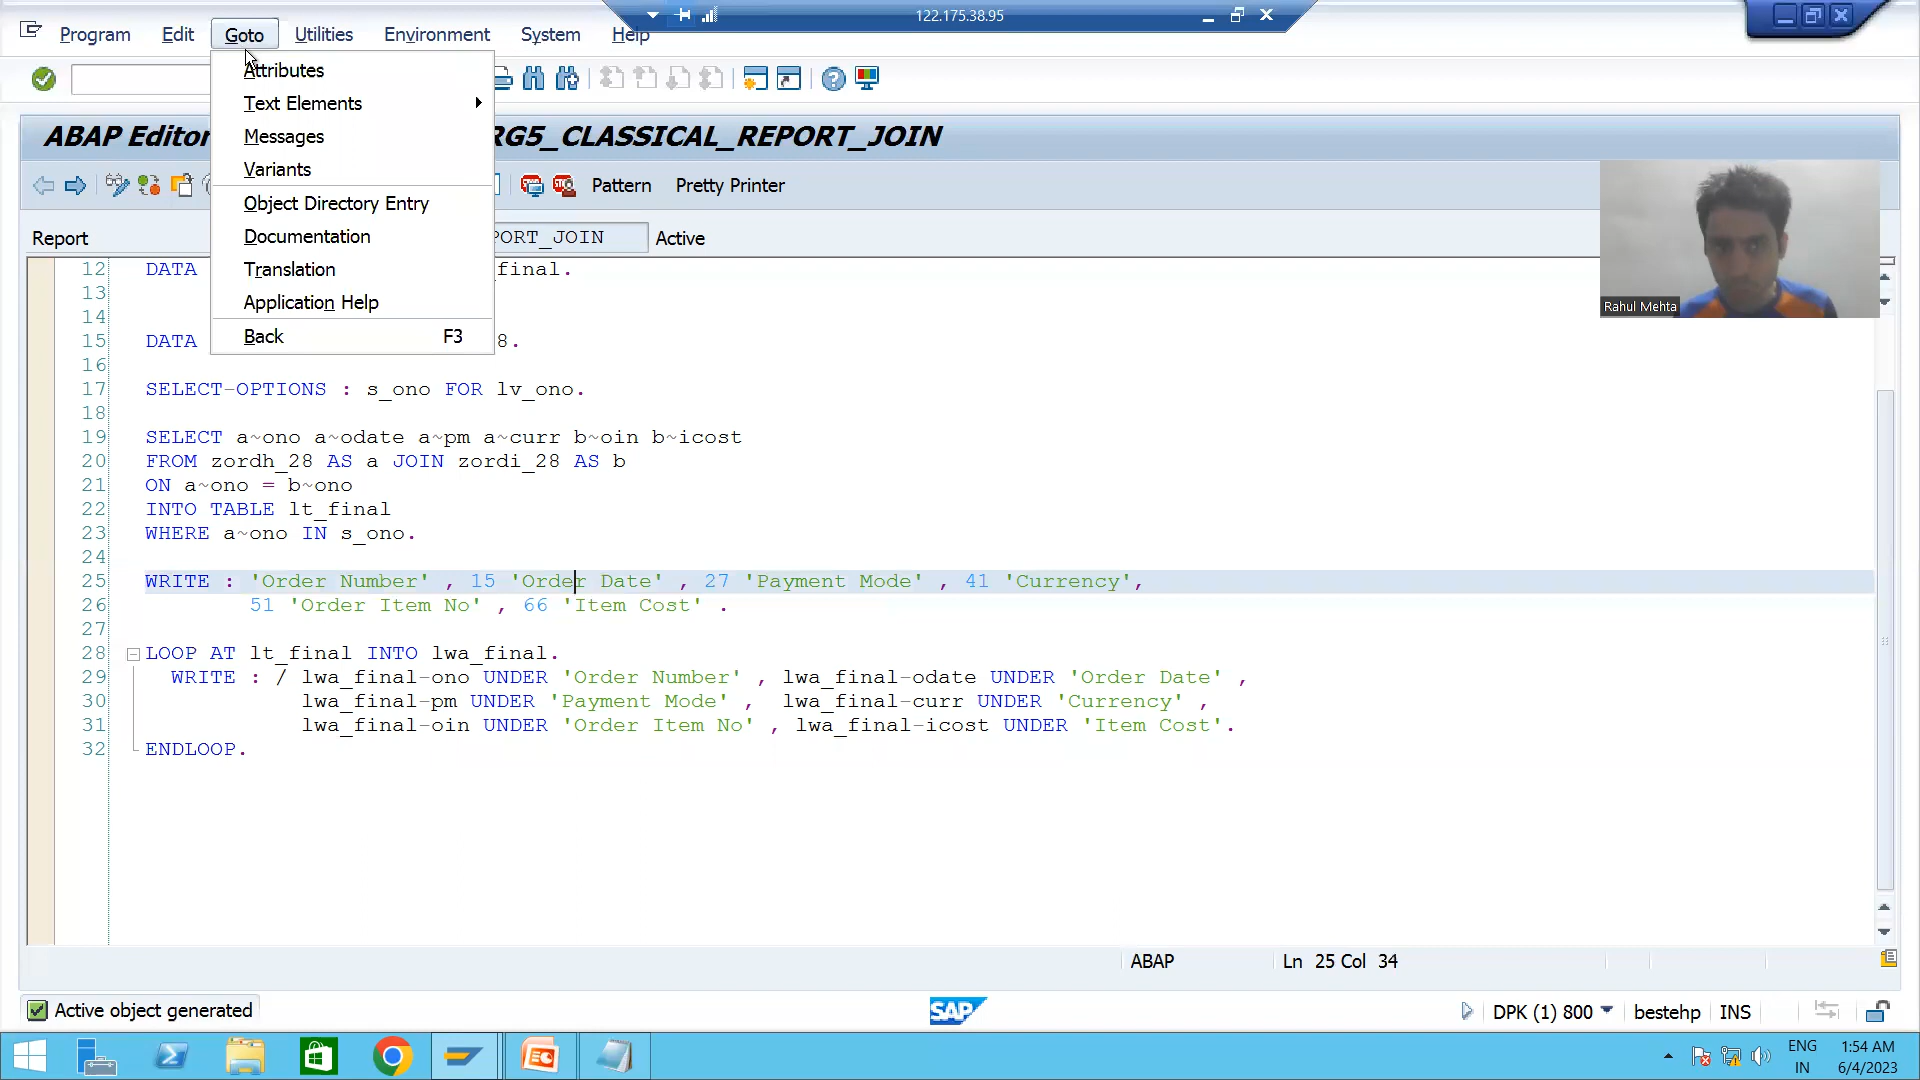 122.175.38.95
Program Edit Goto Utilities Environment System Help
Attributes
Text Elements
Messages
Variants
Object Directory Entry
Documentation
Translation
Application Help
Back F3
ABAP Editor RG5_CLASSICAL_REPORT_JOIN
Pattern Pretty Printer
Report PORT_JOIN Active
Rahul Mehta
12 DATA final.
13
14
15 DATA 8.
16
17 SELECT-OPTIONS : s_ono FOR lv_ono.
18
19 SELECT a~ono a~odate a~pm a~curr b~oin b~icost
20 FROM zordh_28 AS a JOIN zordi_28 AS b
21 ON a~ono = b~ono
22 INTO TABLE lt_final
23 WHERE a~ono IN s_ono.
24
25 WRITE : 'Order Number' , 15 'Order Date' , 27 'Payment Mode' , 41 'Currency',
26 51 'Order Item No' , 66 'Item Cost' .
27
28 LOOP AT lt_final INTO lwa_final.
29 WRITE : / lwa_final-ono UNDER 'Order Number' , lwa_final-odate UNDER 'Order Date' ,
30 lwa_final-pm UNDER 'Payment Mode' , lwa_final-curr UNDER 'Currency' ,
31 lwa_final-oin UNDER 'Order Item No' , lwa_final-icost UNDER 'Item Cost'.
32 ENDLOOP.
ABAP Ln 25 Col 34
Active object generated SAP DPK (1) 800 bestehp INS
ENG 1:54 AM
IN 6/4/2023